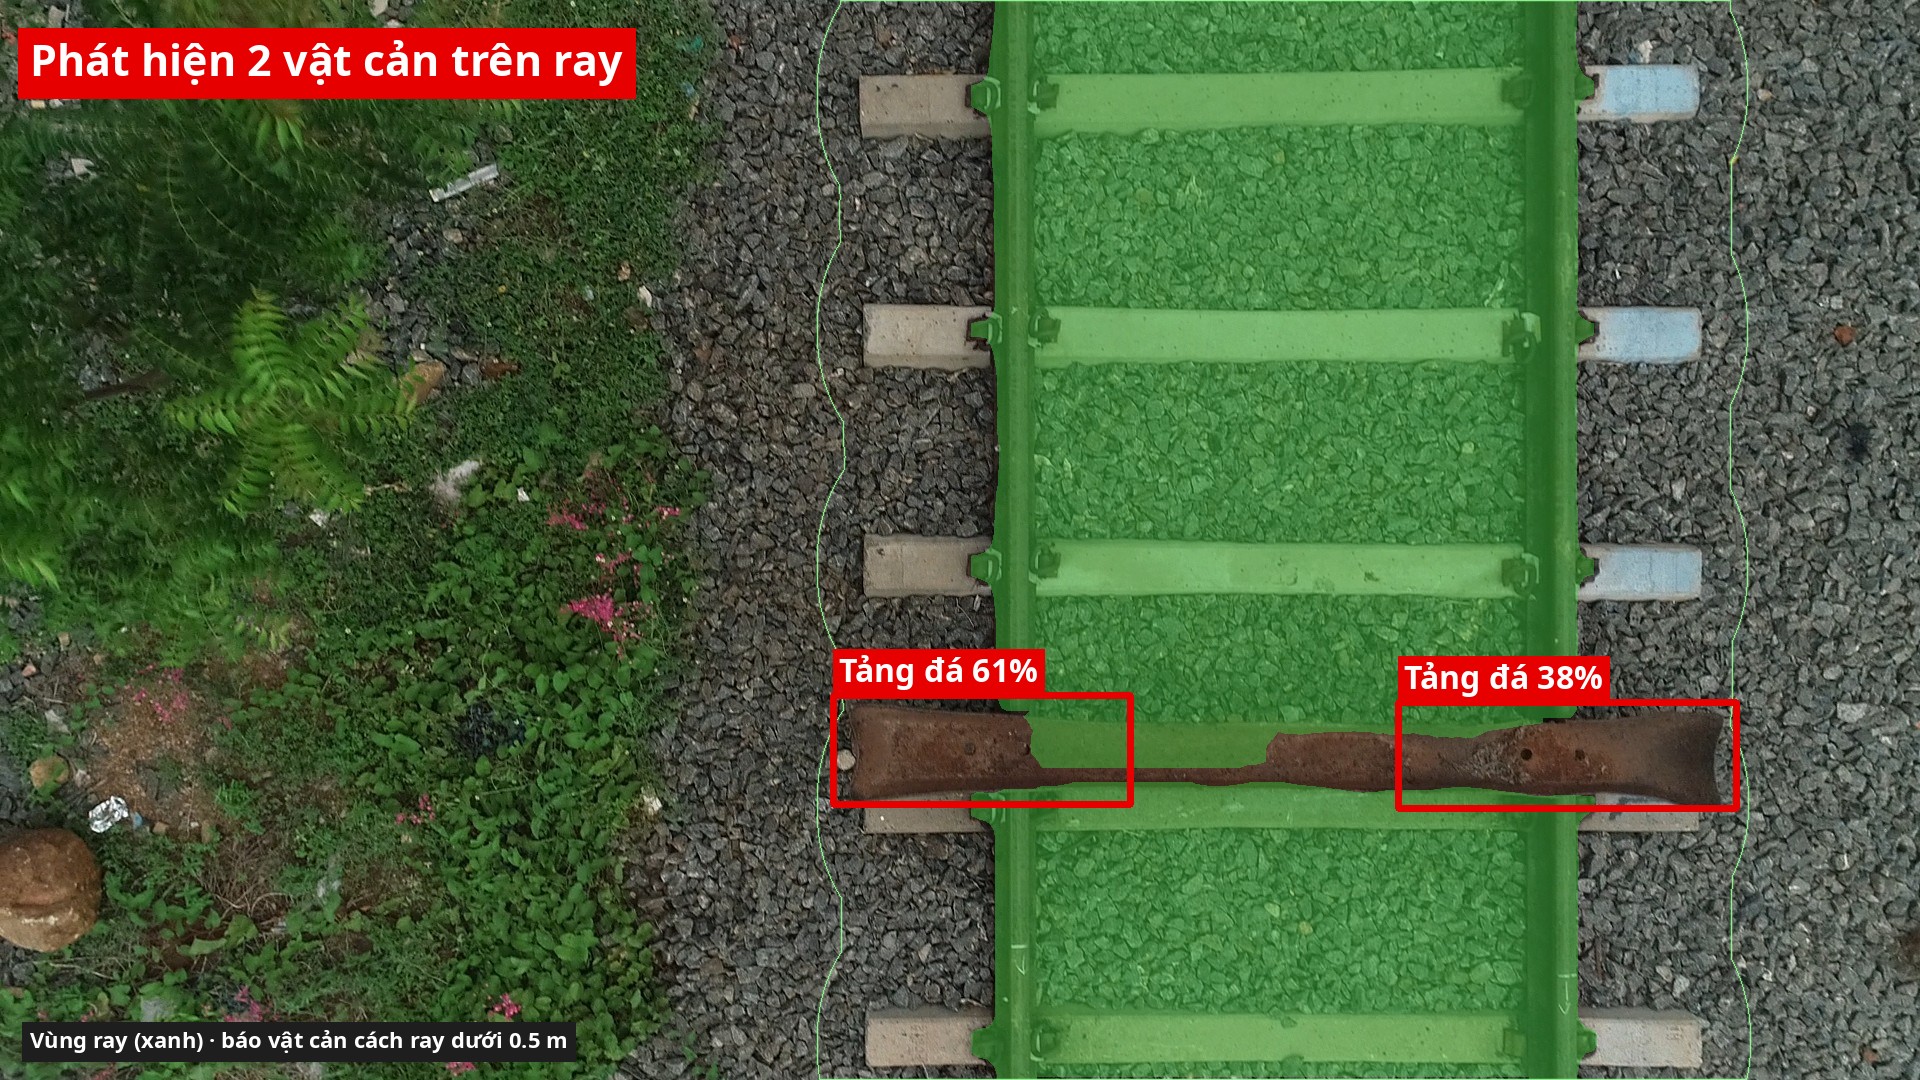 Phát hiện 2 vật cản trên ray
Tảng đá 61%
Tảng đá 38%
Vùng ray (xanh) · báo vật cản cách ray dưới 0.5 m